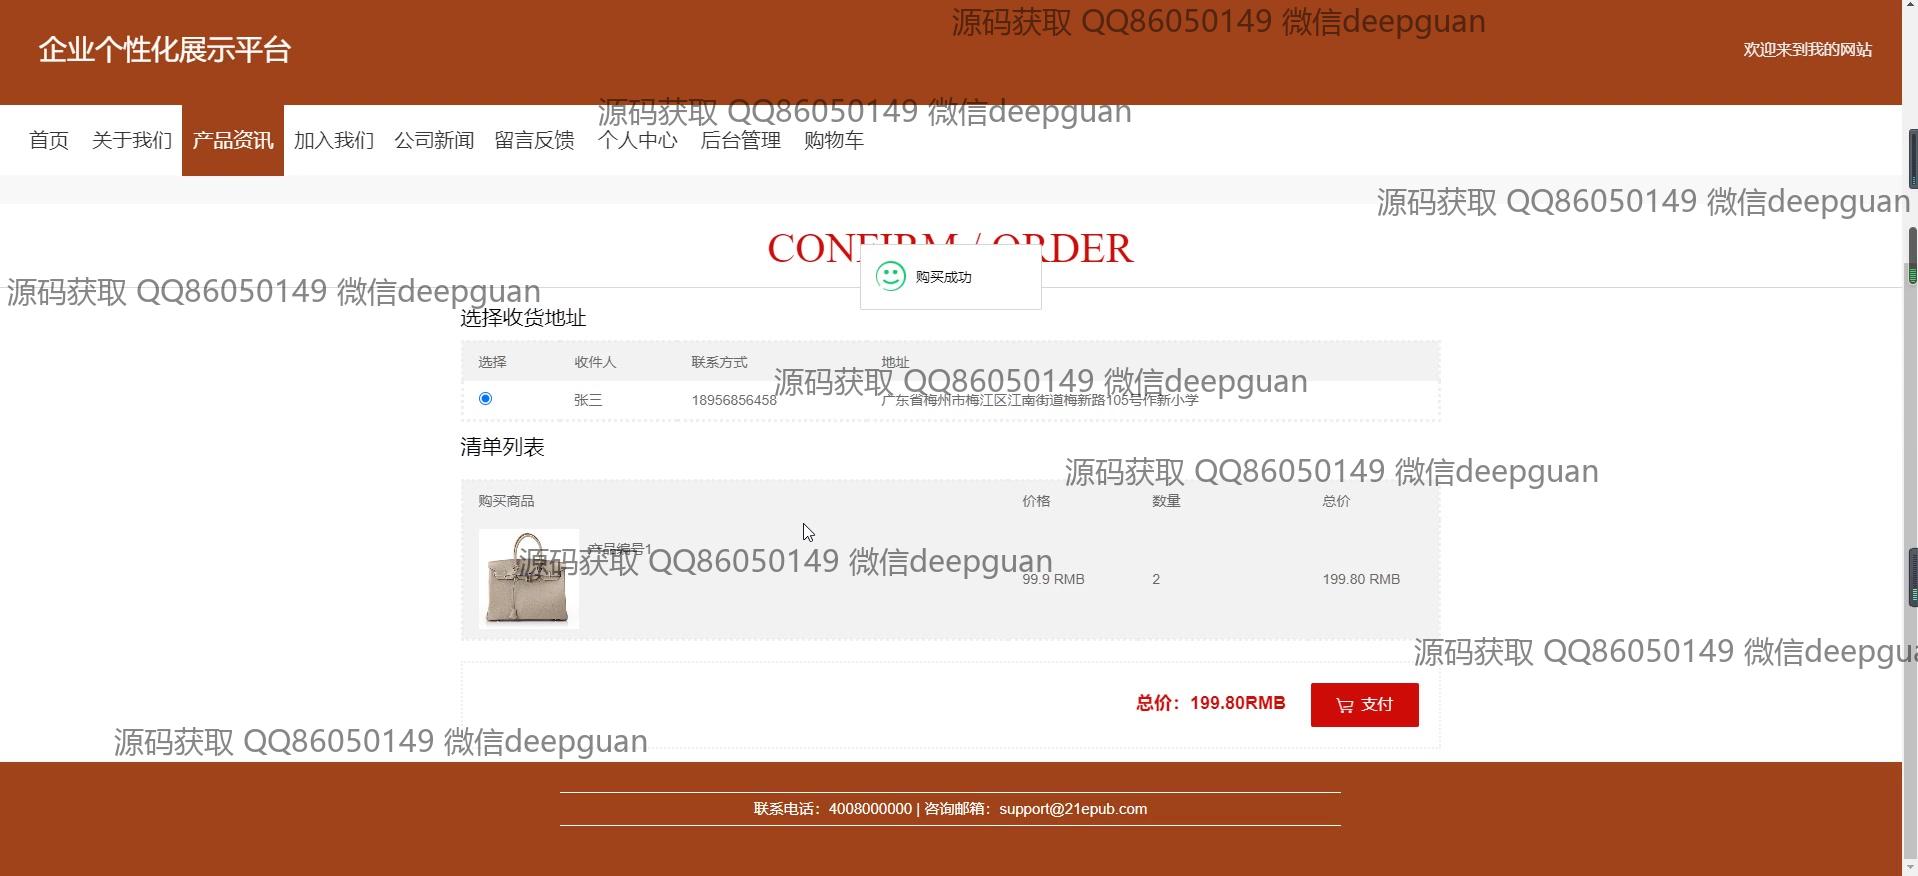 源码获取 QQ86050149 微信deepguan
企业个性化展示平台
欢迎来到我的网站
源码获取 QQ86050149 微信deepguan
首页 关于我们 产品资讯 加入我们 公司新闻 留言反馈 个人中心 后台管理 购物车
源码获取 QQ86050149 微信deepguan
CONFIRM / ORDER
购买成功
源码获取 QQ86050149 微信deepguan
选择收货地址
选择 收件人 联系方式 地址
源码获取 QQ86050149 微信deepguan
张三 18956856458 广东省梅州市梅江区江南街道梅新路105号作新小学
清单列表
源码获取 QQ86050149 微信deepguan
购买商品 价格 数量 总价
产品编号1
源码获取 QQ86050149 微信deepguan
99.9 RMB 2 199.80 RMB
源码获取 QQ86050149 微信deepgua
总价：199.80RMB 支付
源码获取 QQ86050149 微信deepguan
联系电话：4008000000 | 咨询邮箱：support@21epub.com